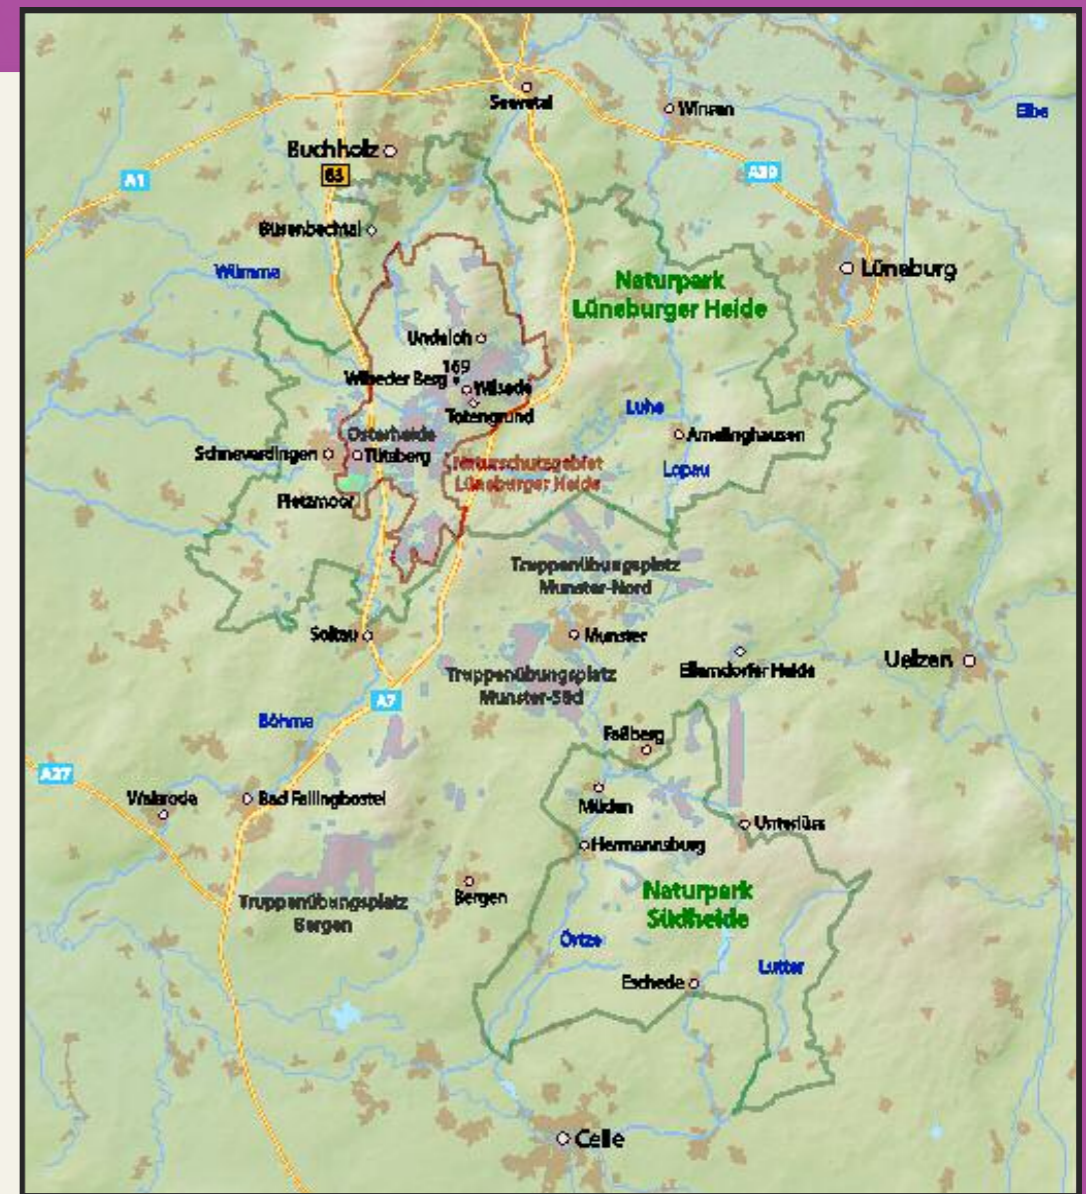 Seevetal
Winsen
Elbe
Buchholz
B3
A1
A39
Büsenbachtal
Lüneburg
Wümme
Naturpark
Lüneburger Heide
Undeloh
169
Wilseder Berg
Wilsede
Totengrund
Luhe
Osterheide
Amelinghausen
Schneverdingen
Tütsberg
Naturschutzgebiet
Lüneburger Heide
Lopau
Pietzmoor
Truppenübungsplatz
Munster-Nord
Soltau
Munster
Ellerndorfer Heide
Uelzen
Truppenübungsplatz
Munster-Süd
A7
Böhme
Faßberg
A27
Walsrode
Bad Fallingbostel
Müden
Unterlüss
Hermannsburg
Bergen
Naturpark
Südheide
Truppenübungsplatz
Bergen
Örtze
Lutter
Eschede
Celle